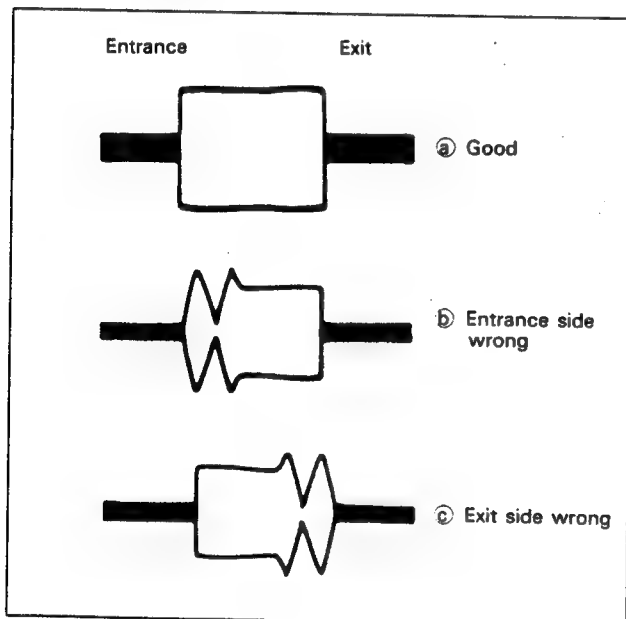 Entrance Exit
ⓐ Good
ⓑ Entrance side
wrong
ⓒ Exit side wrong